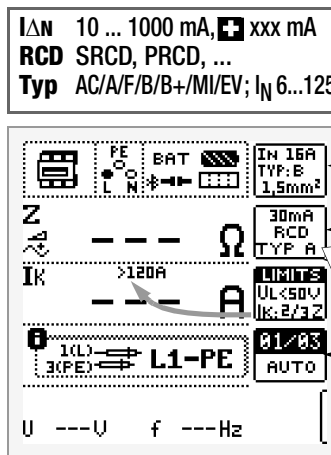 IΔN 10 ... 1000 mA, + xxx mA
RCD SRCD, PRCD, ...
Typ AC/A/F/B/B+/MI/EV; IN 6...125
PE
L N
BAT
IN 16A
TYP:B
1,5mm²
Z
--- Ω
30mA
RCD
TYP A
IK
>120A
--- A
LIMITS
UL<50V
IK:2/3Z
1(L)
3(PE)
L1-PE
01/03
AUTO
U ---V f ---Hz